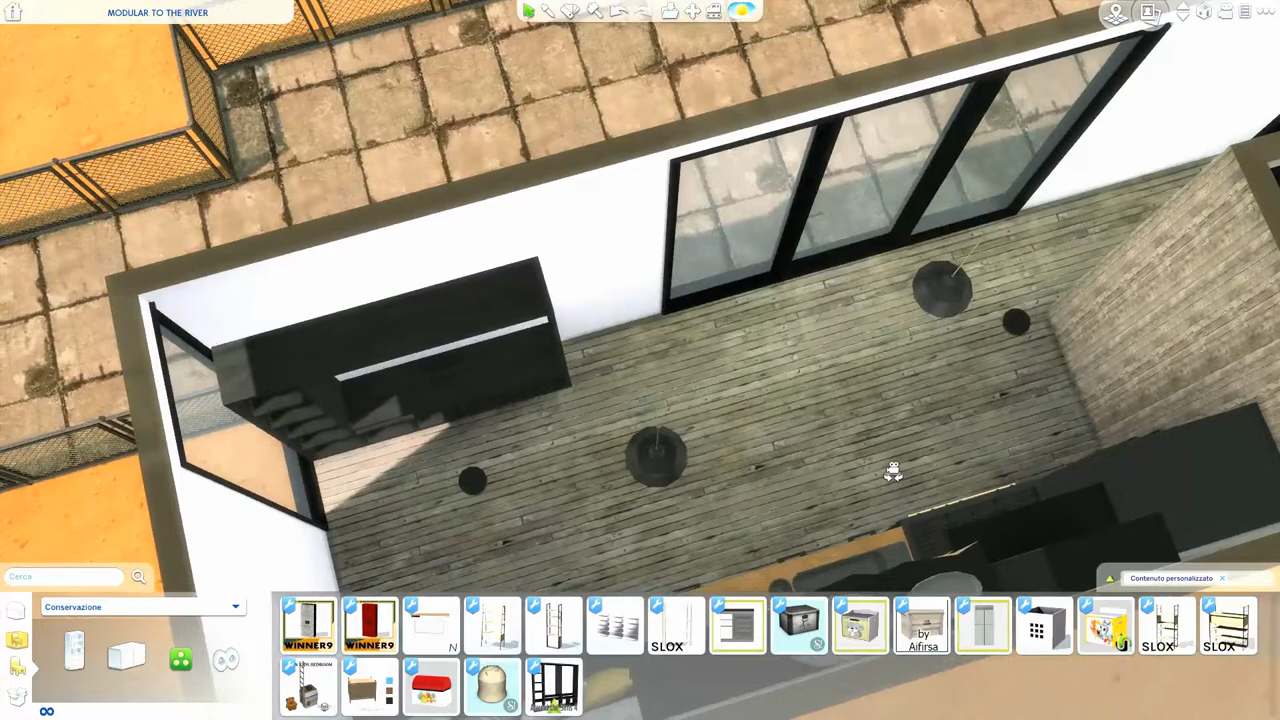 MODULAR TO THE RIVER
Cerca
Contenuto personalizzato
Conservazione
WINNER9
WINNER9
N
SLOX
by
Aifirsa
SLOX
SLOX